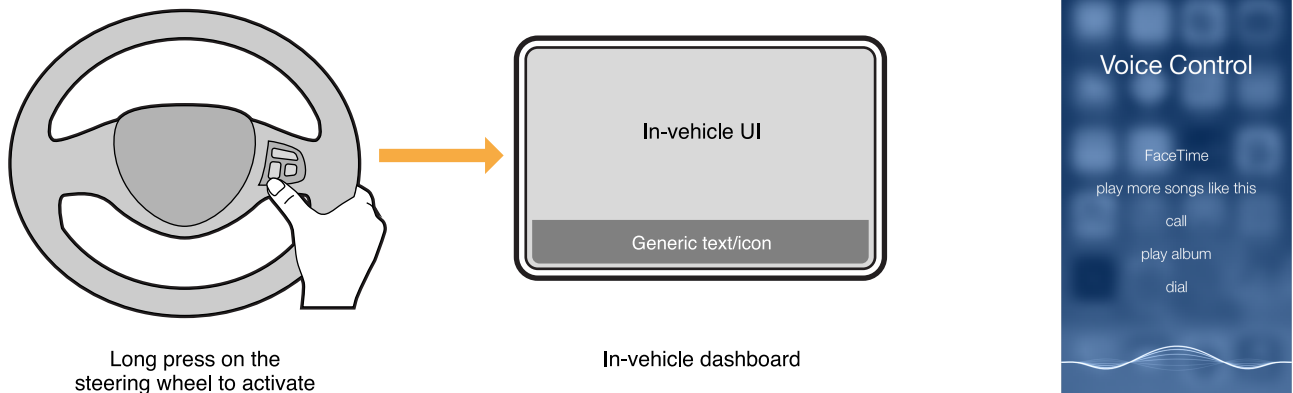 In-vehicle UI
Generic text/icon
Long press on the
steering wheel to activate
In-vehicle dashboard
Voice Control
FaceTime
play more songs like this
call
play album
dial